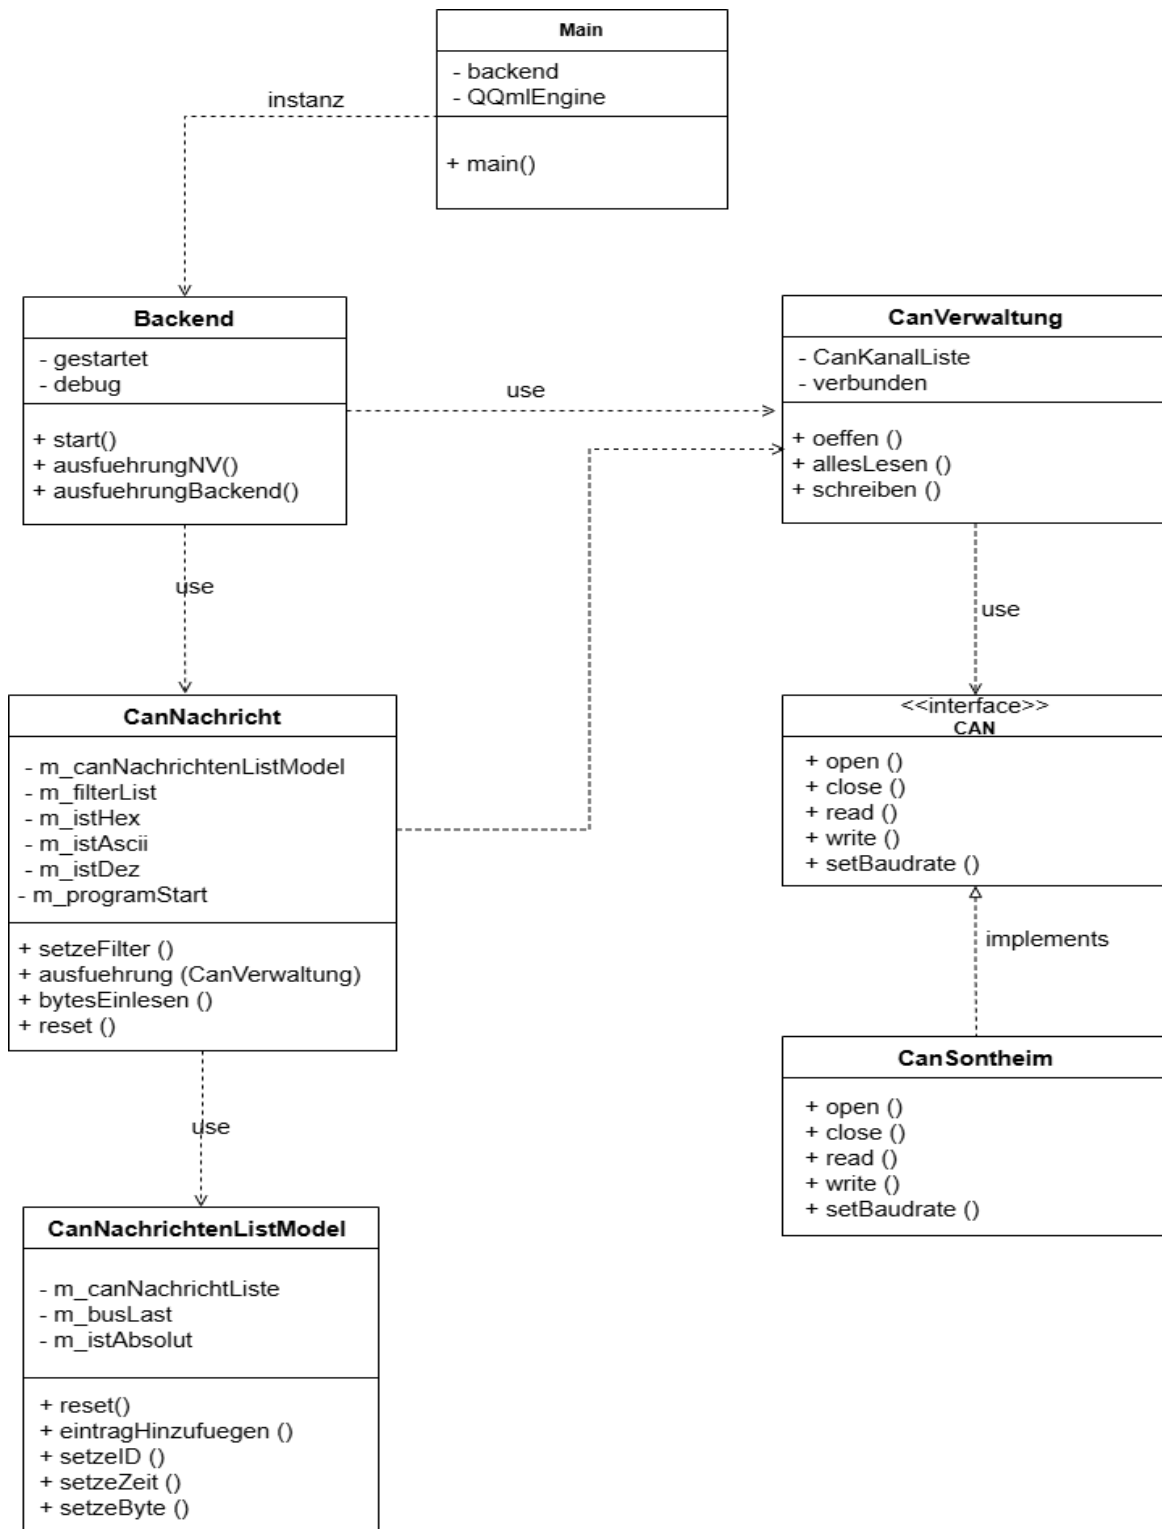 Main
- backend
- QQmlEngine
+ main()
instanz
Backend
- gestartet
- debug
+ start()
+ ausfuehrungNV()
+ ausfuehrungBackend()
use
CanVerwaltung
- CanKanalListe
- verbunden
+ oeffen ()
+ allesLesen ()
+ schreiben ()
use
use
CanNachricht
- m_canNachrichtenListModel
- m_filterList
- m_istHex
- m_istAscii
- m_istDez
- m_programStart
+ setzeFilter ()
+ ausfuehrung (CanVerwaltung)
+ bytesEinlesen ()
+ reset ()
<<interface>>
CAN
+ open ()
+ close ()
+ read ()
+ write ()
+ setBaudrate ()
implements
CanSontheim
+ open ()
+ close ()
+ read ()
+ write ()
+ setBaudrate ()
use
CanNachrichtenListModel
- m_canNachrichtListe
- m_busLast
- m_istAbsolut
+ reset()
+ eintragHinzufuegen ()
+ setzeID ()
+ setzeZeit ()
+ setzeByte ()